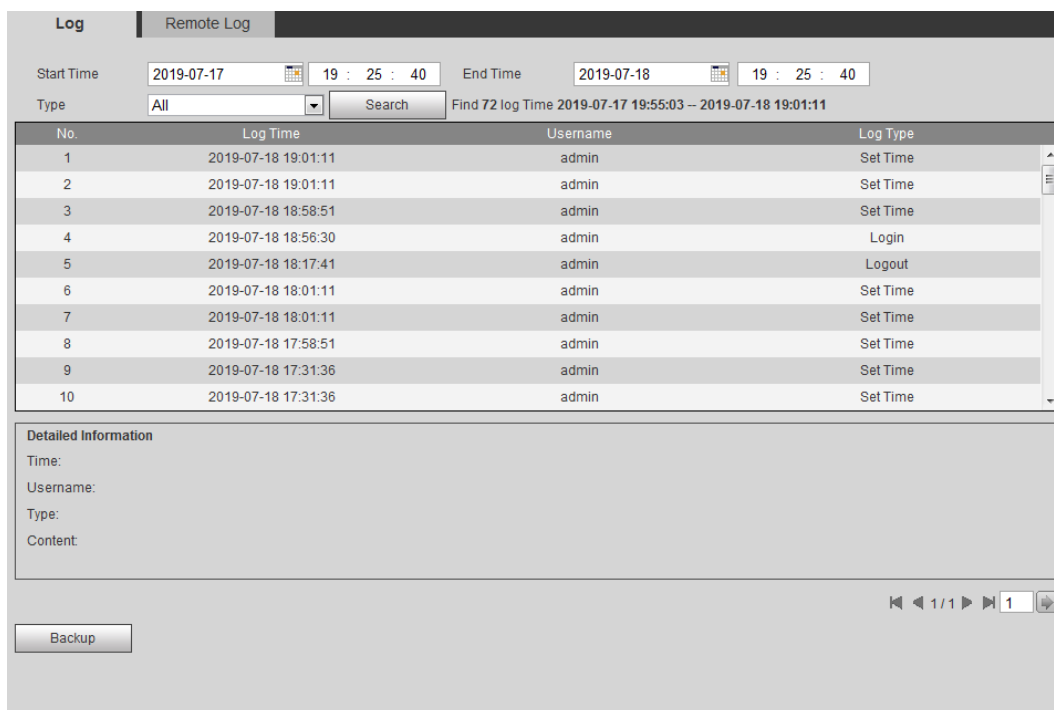 Log Remote Log
Start Time 2019-07-17 19 : 25 : 40 End Time 2019-07-18 19 : 25 : 40
Type All Search Find 72 log Time 2019-07-17 19:55:03 -- 2019-07-18 19:01:11
No. Log Time Username Log Type
1 2019-07-18 19:01:11 admin Set Time
2 2019-07-18 19:01:11 admin Set Time
3 2019-07-18 18:58:51 admin Set Time
4 2019-07-18 18:56:30 admin Login
5 2019-07-18 18:17:41 admin Logout
6 2019-07-18 18:01:11 admin Set Time
7 2019-07-18 18:01:11 admin Set Time
8 2019-07-18 17:58:51 admin Set Time
9 2019-07-18 17:31:36 admin Set Time
10 2019-07-18 17:31:36 admin Set Time
Detailed Information
Time:
Username:
Type:
Content:
1 / 1 1
Backup